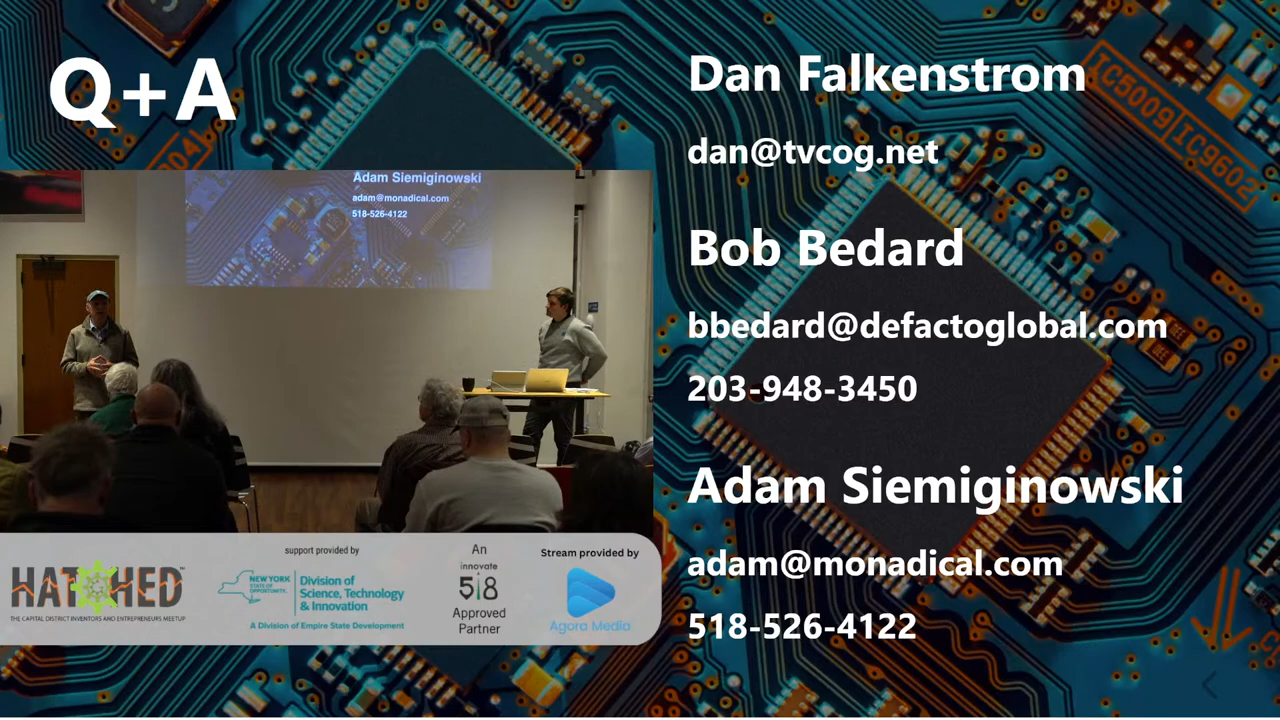 Q+A
Dan Falkenstrom
dan@tvcog.net
Bob Bedard
bbedard@defactoglobal.com
203-948-3450
Adam Siemiginowski
adam@monadical.com
518-526-4122
Adam Siemiginowski
adam@monadical.com
518-526-4122
IC5009
IC9602
HATCHED
THE CAPITAL DISTRICT INVENTORS AND ENTREPRENEURS MEETUP
support provided by
NEW YORK
STATE OF
OPPORTUNITY.
Division of
Science, Technology
& Innovation
A Division of Empire State Development
An
innovate
518
Approved
Partner
Stream provided by
Agora Media